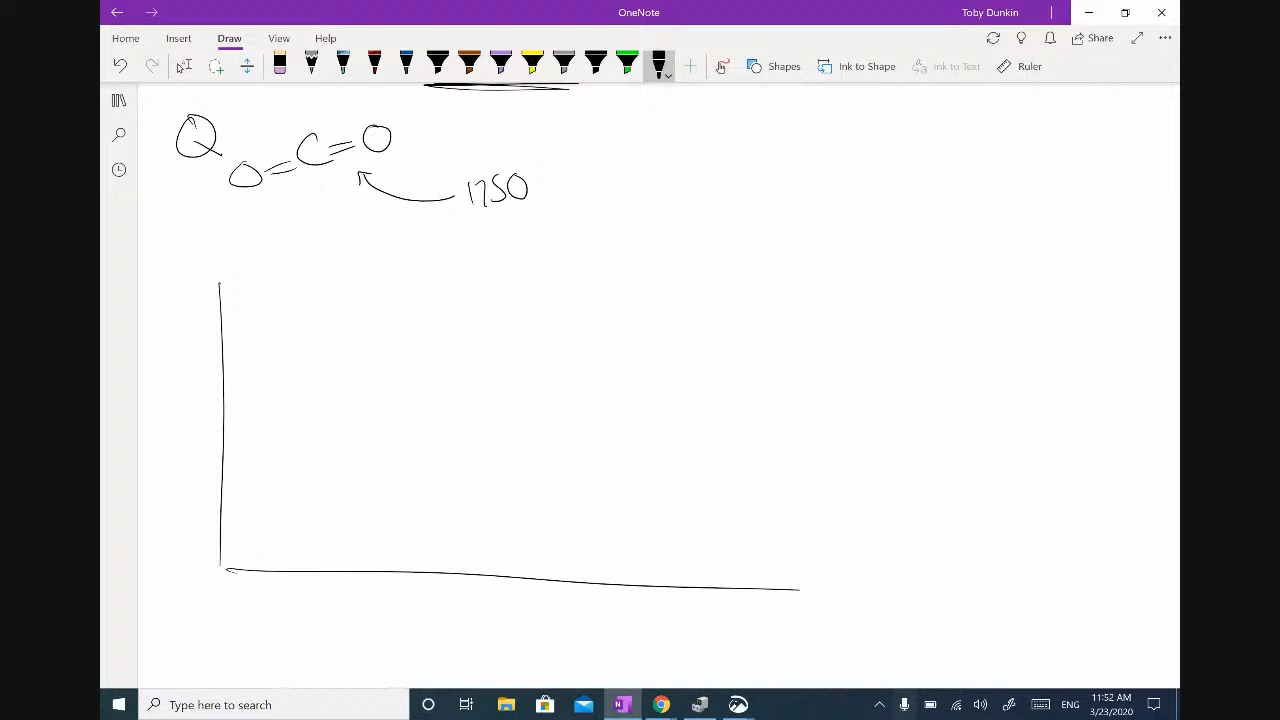 OneNote
Toby Dunkin
Home Insert Draw View Help
Share
Shapes Ink to Shape Ink to Text Ruler
Q
O=C=O
1750
Type here to search
ENG
11:52 AM
3/23/2020